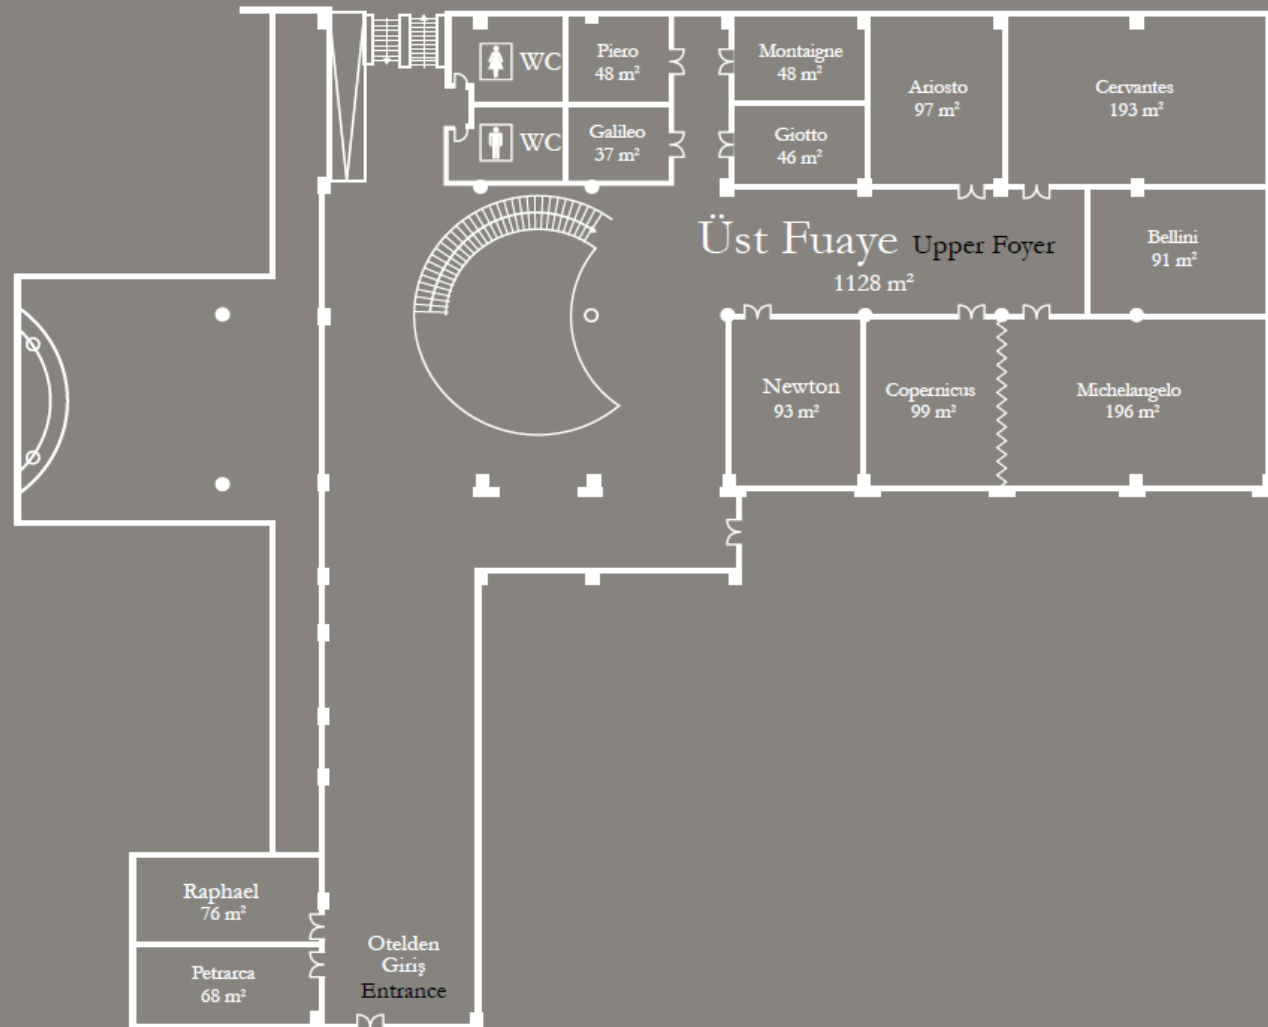 WC
Piero
48 m²
Montaigne
48 m²
Ariosto
97 m²
Cervantes
193 m²
WC
Galileo
37 m²
Giotto
46 m²
Üst Fuaye Upper Foyer
1128 m²
Bellini
91 m²
Newton
93 m²
Copernicus
99 m²
Michelangelo
196 m²
Raphael
76 m²
Petrarca
68 m²
Otelden
Giriş
Entrance